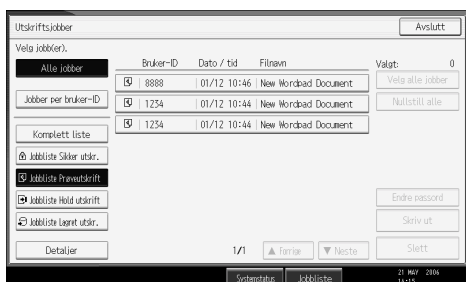 Utskriftsjobber
Avslutt
Velg jobb(er).
Alle jobber
Bruker-ID Dato / tid Filnavn
Valgt: 0
8888 01/12 10:46 New Wordpad Document
Velg alle jobber
Jobber per bruker-ID
1234 01/12 10:44 New Wordpad Document
Nullstill alle
1234 01/12 10:44 New Wordpad Document
Komplett liste
Jobbliste Sikker utskr.
Jobbliste Prøveutskrift
Jobbliste Hold utskrift
Endre passord
Jobbliste Lagret utskr.
Skriv ut
Detaljer
1/1
▲ Forrige
▼ Neste
Slett
Systemstatus
Jobbliste
21 MAY 2006
14:15